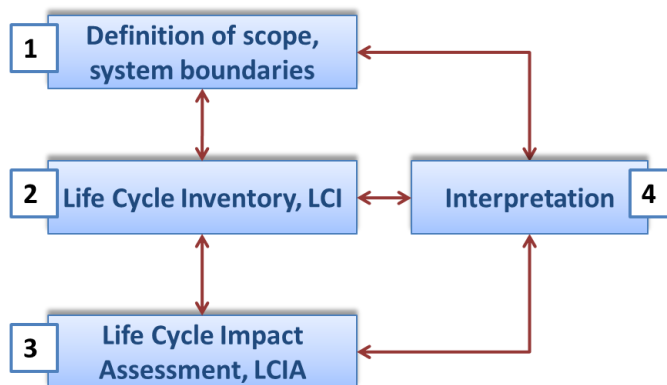 1
Definition of scope,
system boundaries
2
Life Cycle Inventory, LCI
Interpretation
4
3
Life Cycle Impact
Assessment, LCIA